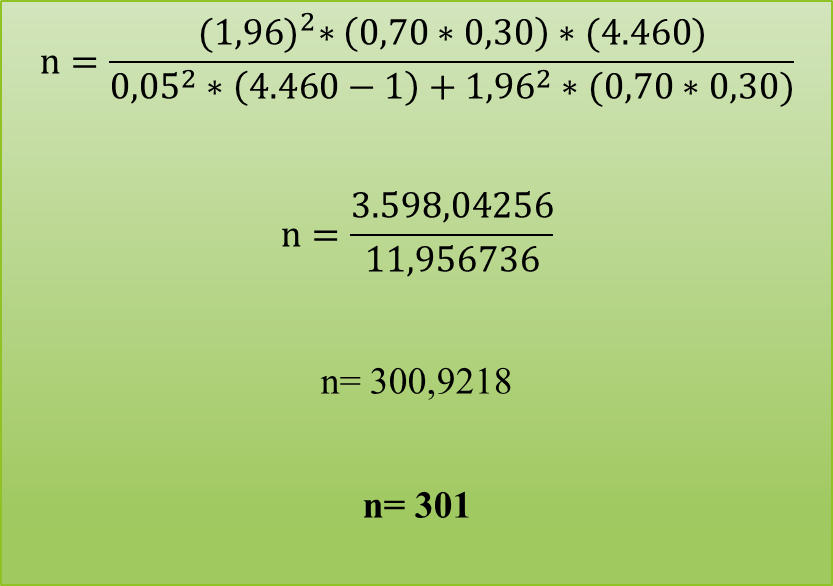 n = (1,96)²∗ (0,70 ∗ 0,30) ∗ (4.460)
0,05² ∗ (4.460 − 1) + 1,96² ∗ (0,70 ∗ 0,30)
n = 3.598,04256
11,956736
n= 300,9218
n= 301